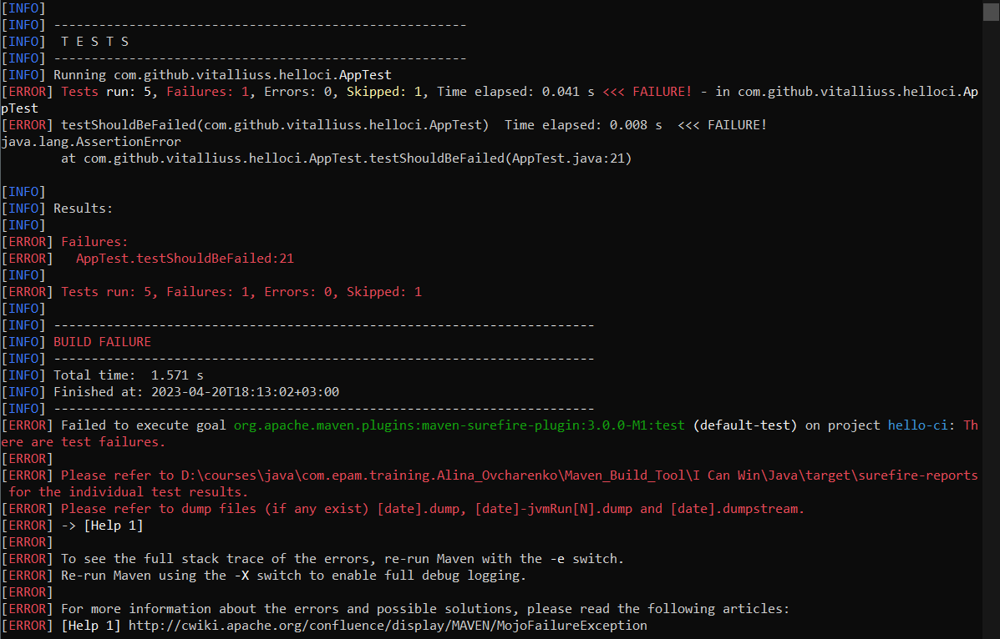 [INFO]
[INFO] -------------------------------------------------------
[INFO]  T E S T S
[INFO] -------------------------------------------------------
[INFO] Running com.github.vitalliuss.helloci.AppTest
[ERROR] Tests run: 5, Failures: 1, Errors: 0, Skipped: 1, Time elapsed: 0.041 s <<< FAILURE! - in com.github.vitalliuss.helloci.Ap
pTest
[ERROR] testShouldBeFailed(com.github.vitalliuss.helloci.AppTest)  Time elapsed: 0.008 s  <<< FAILURE!
java.lang.AssertionError
        at com.github.vitalliuss.helloci.AppTest.testShouldBeFailed(AppTest.java:21)

[INFO]
[INFO] Results:
[INFO]
[ERROR] Failures:
[ERROR]   AppTest.testShouldBeFailed:21
[INFO]
[ERROR] Tests run: 5, Failures: 1, Errors: 0, Skipped: 1
[INFO]
[INFO] ------------------------------------------------------------------------
[INFO] BUILD FAILURE
[INFO] ------------------------------------------------------------------------
[INFO] Total time:  1.571 s
[INFO] Finished at: 2023-04-20T18:13:02+03:00
[INFO] ------------------------------------------------------------------------
[ERROR] Failed to execute goal org.apache.maven.plugins:maven-surefire-plugin:3.0.0-M1:test (default-test) on project hello-ci: Th
ere are test failures.
[ERROR]
[ERROR] Please refer to D:\courses\java\com.epam.training.Alina_Ovcharenko\Maven_Build_Tool\I Can Win\Java\target\surefire-reports
 for the individual test results.
[ERROR] Please refer to dump files (if any exist) [date].dump, [date]-jvmRun[N].dump and [date].dumpstream.
[ERROR] -> [Help 1]
[ERROR]
[ERROR] To see the full stack trace of the errors, re-run Maven with the -e switch.
[ERROR] Re-run Maven using the -X switch to enable full debug logging.
[ERROR]
[ERROR] For more information about the errors and possible solutions, please read the following articles:
[ERROR] [Help 1] http://cwiki.apache.org/confluence/display/MAVEN/MojoFailureException